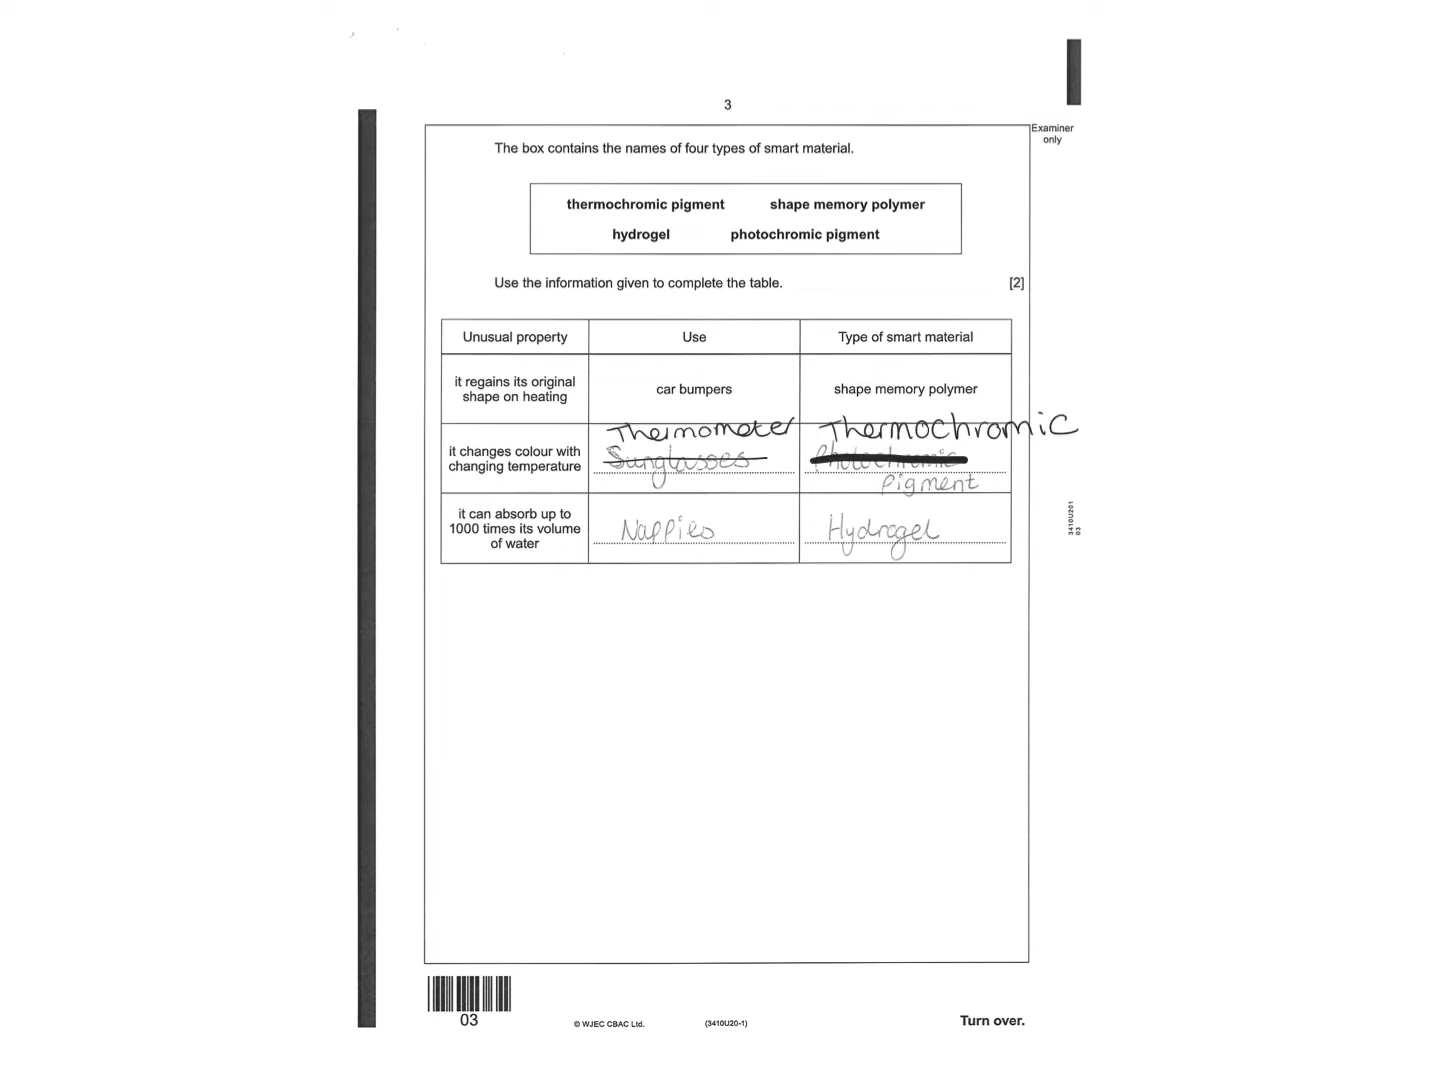 3
Examiner
only
The box contains the names of four types of smart material.
thermochromic pigment shape memory polymer
hydrogel photochromic pigment
Use the information given to complete the table. [2]
Unusual property Use Type of smart material
it regains its original
shape on heating
car bumpers
shape memory polymer
it changes colour with
changing temperature
Thermometer
Sunglasses
Thermochromic
Photochromic
Pigment
it can absorb up to
1000 times its volume
of water
Nappies
Hydrogel
3410U201
03
03
© WJEC CBAC Ltd. (3410U20-1) Turn over.